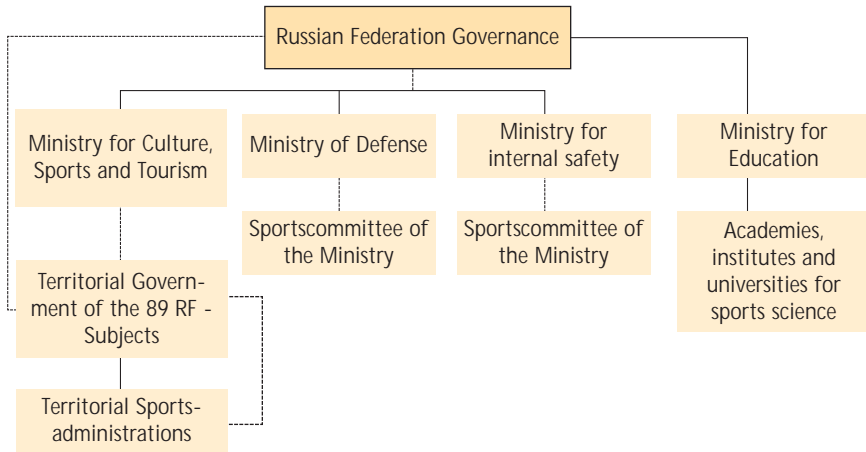 Russian Federation Governance
Ministry for Culture,
Sports and Tourism
Ministry of Defense
Ministry for
internal safety
Ministry for
Education
Sportscommittee of
the Ministry
Sportscommittee of
the Ministry
Academies,
institutes and
universities for
sports science
Territorial Govern-
ment of the 89 RF -
Subjects
Territorial Sports-
administrations